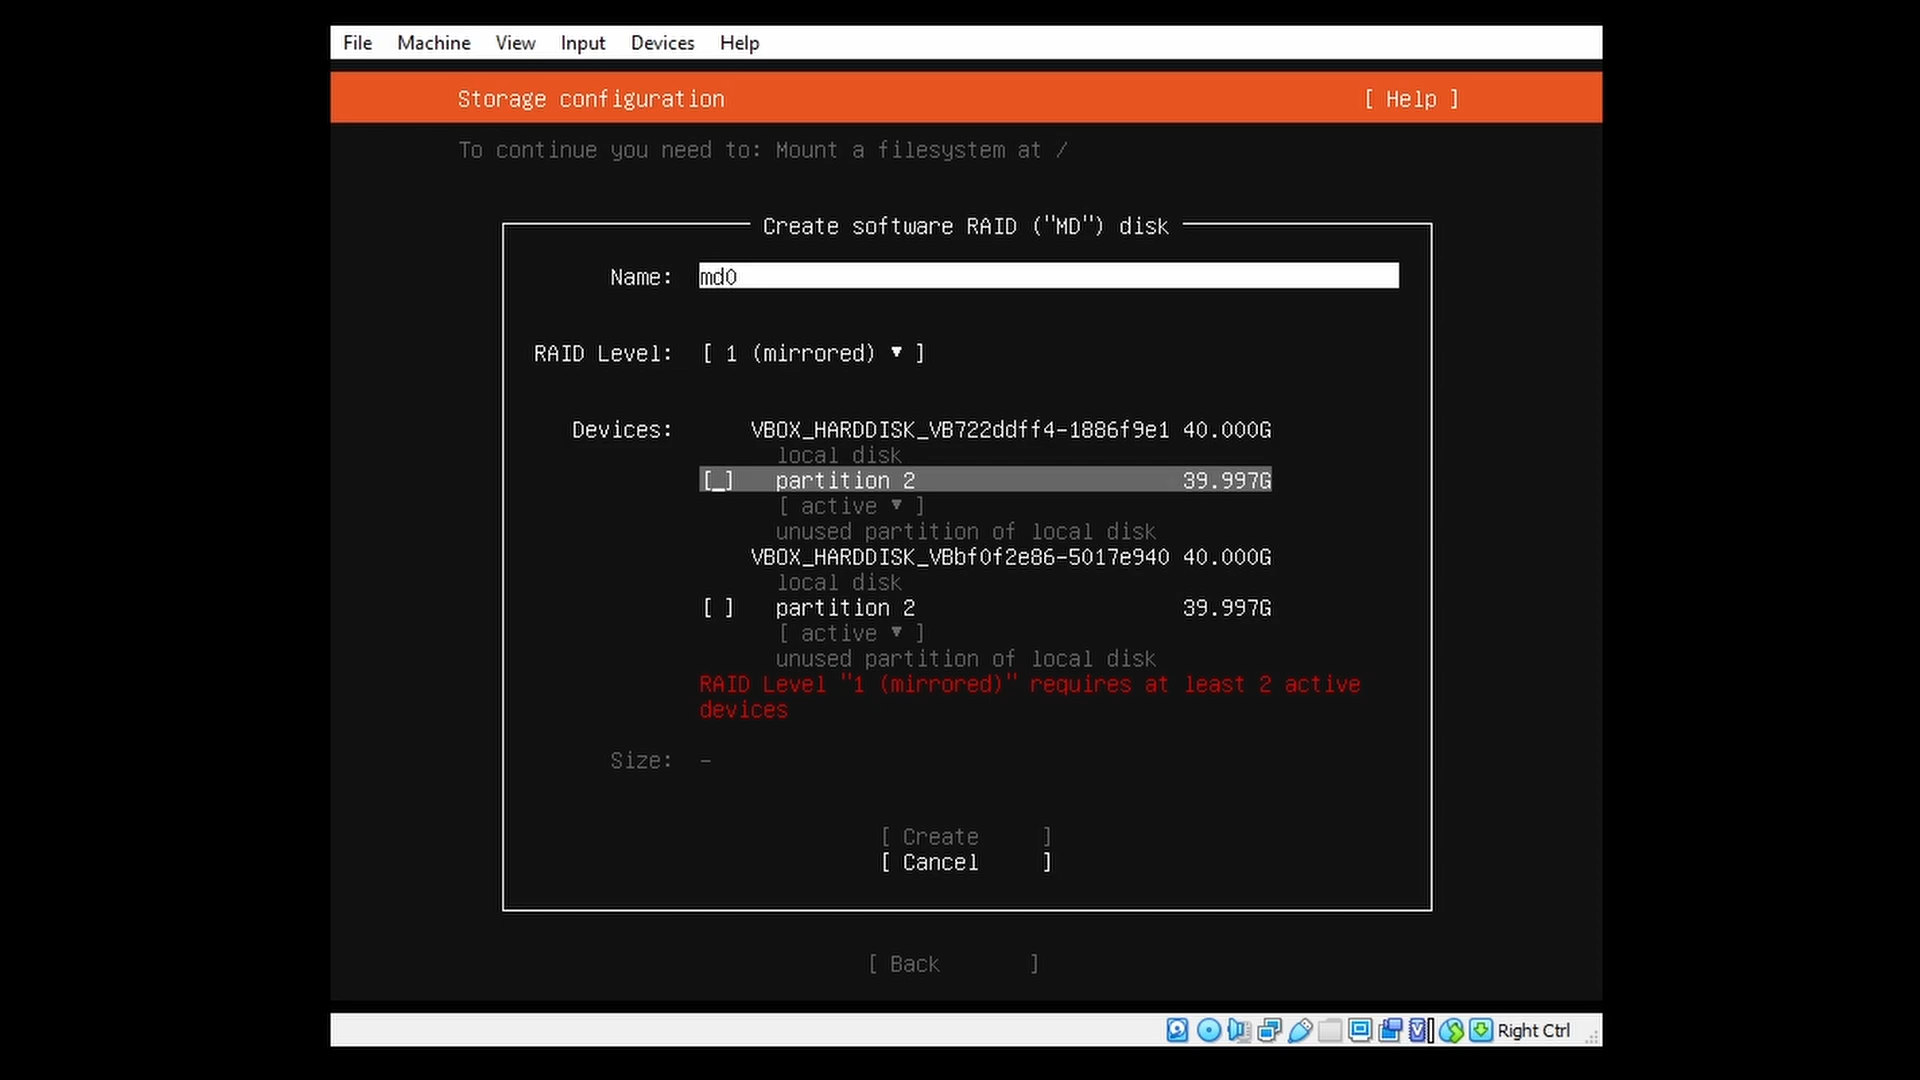 File Machine View Input Devices Help
Storage configuration [ Help ]
To continue you need to: Mount a filesystem at /
Create software RAID ("MD") disk
Name: md0
RAID Level: [ 1 (mirrored) ▼ ]
Devices: VBOX_HARDDISK_VB722ddff4-1886f9e1 40.000G
local disk
[_] partition 2 39.997G
[ active ▼ ]
unused partition of local disk
VBOX_HARDDISK_VBbf0f2e86-5017e940 40.000G
local disk
[ ] partition 2 39.997G
[ active ▼ ]
unused partition of local disk
RAID Level "1 (mirrored)" requires at least 2 active
devices
Size: -
[ Create ]
[ Cancel ]
[ Back ]
Right Ctrl